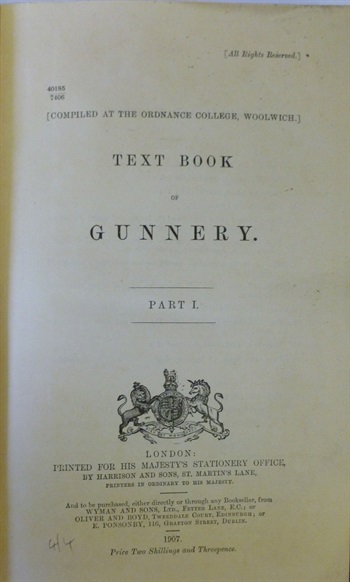 [All Rights Reserved.]
40185
7406
[COMPILED AT THE ORDNANCE COLLEGE, WOOLWICH.]
TEXT BOOK
OF
GUNNERY.
PART I.
LONDON:
PRINTED FOR HIS MAJESTY'S STATIONERY OFFICE,
BY HARRISON AND SONS, ST. MARTIN'S LANE,
PRINTERS IN ORDINARY TO HIS MAJESTY.
And to be purchased, either directly or through any Bookseller, from
WYMAN AND SONS, LTD., FETTER LANE, E.C.; or
OLIVER AND BOYD, TWEEDDALE COURT, EDINBURGH; or
E. PONSONBY, 116, GRAFTON STREET, DUBLIN.
1907.
Price Two Shillings and Threepence.